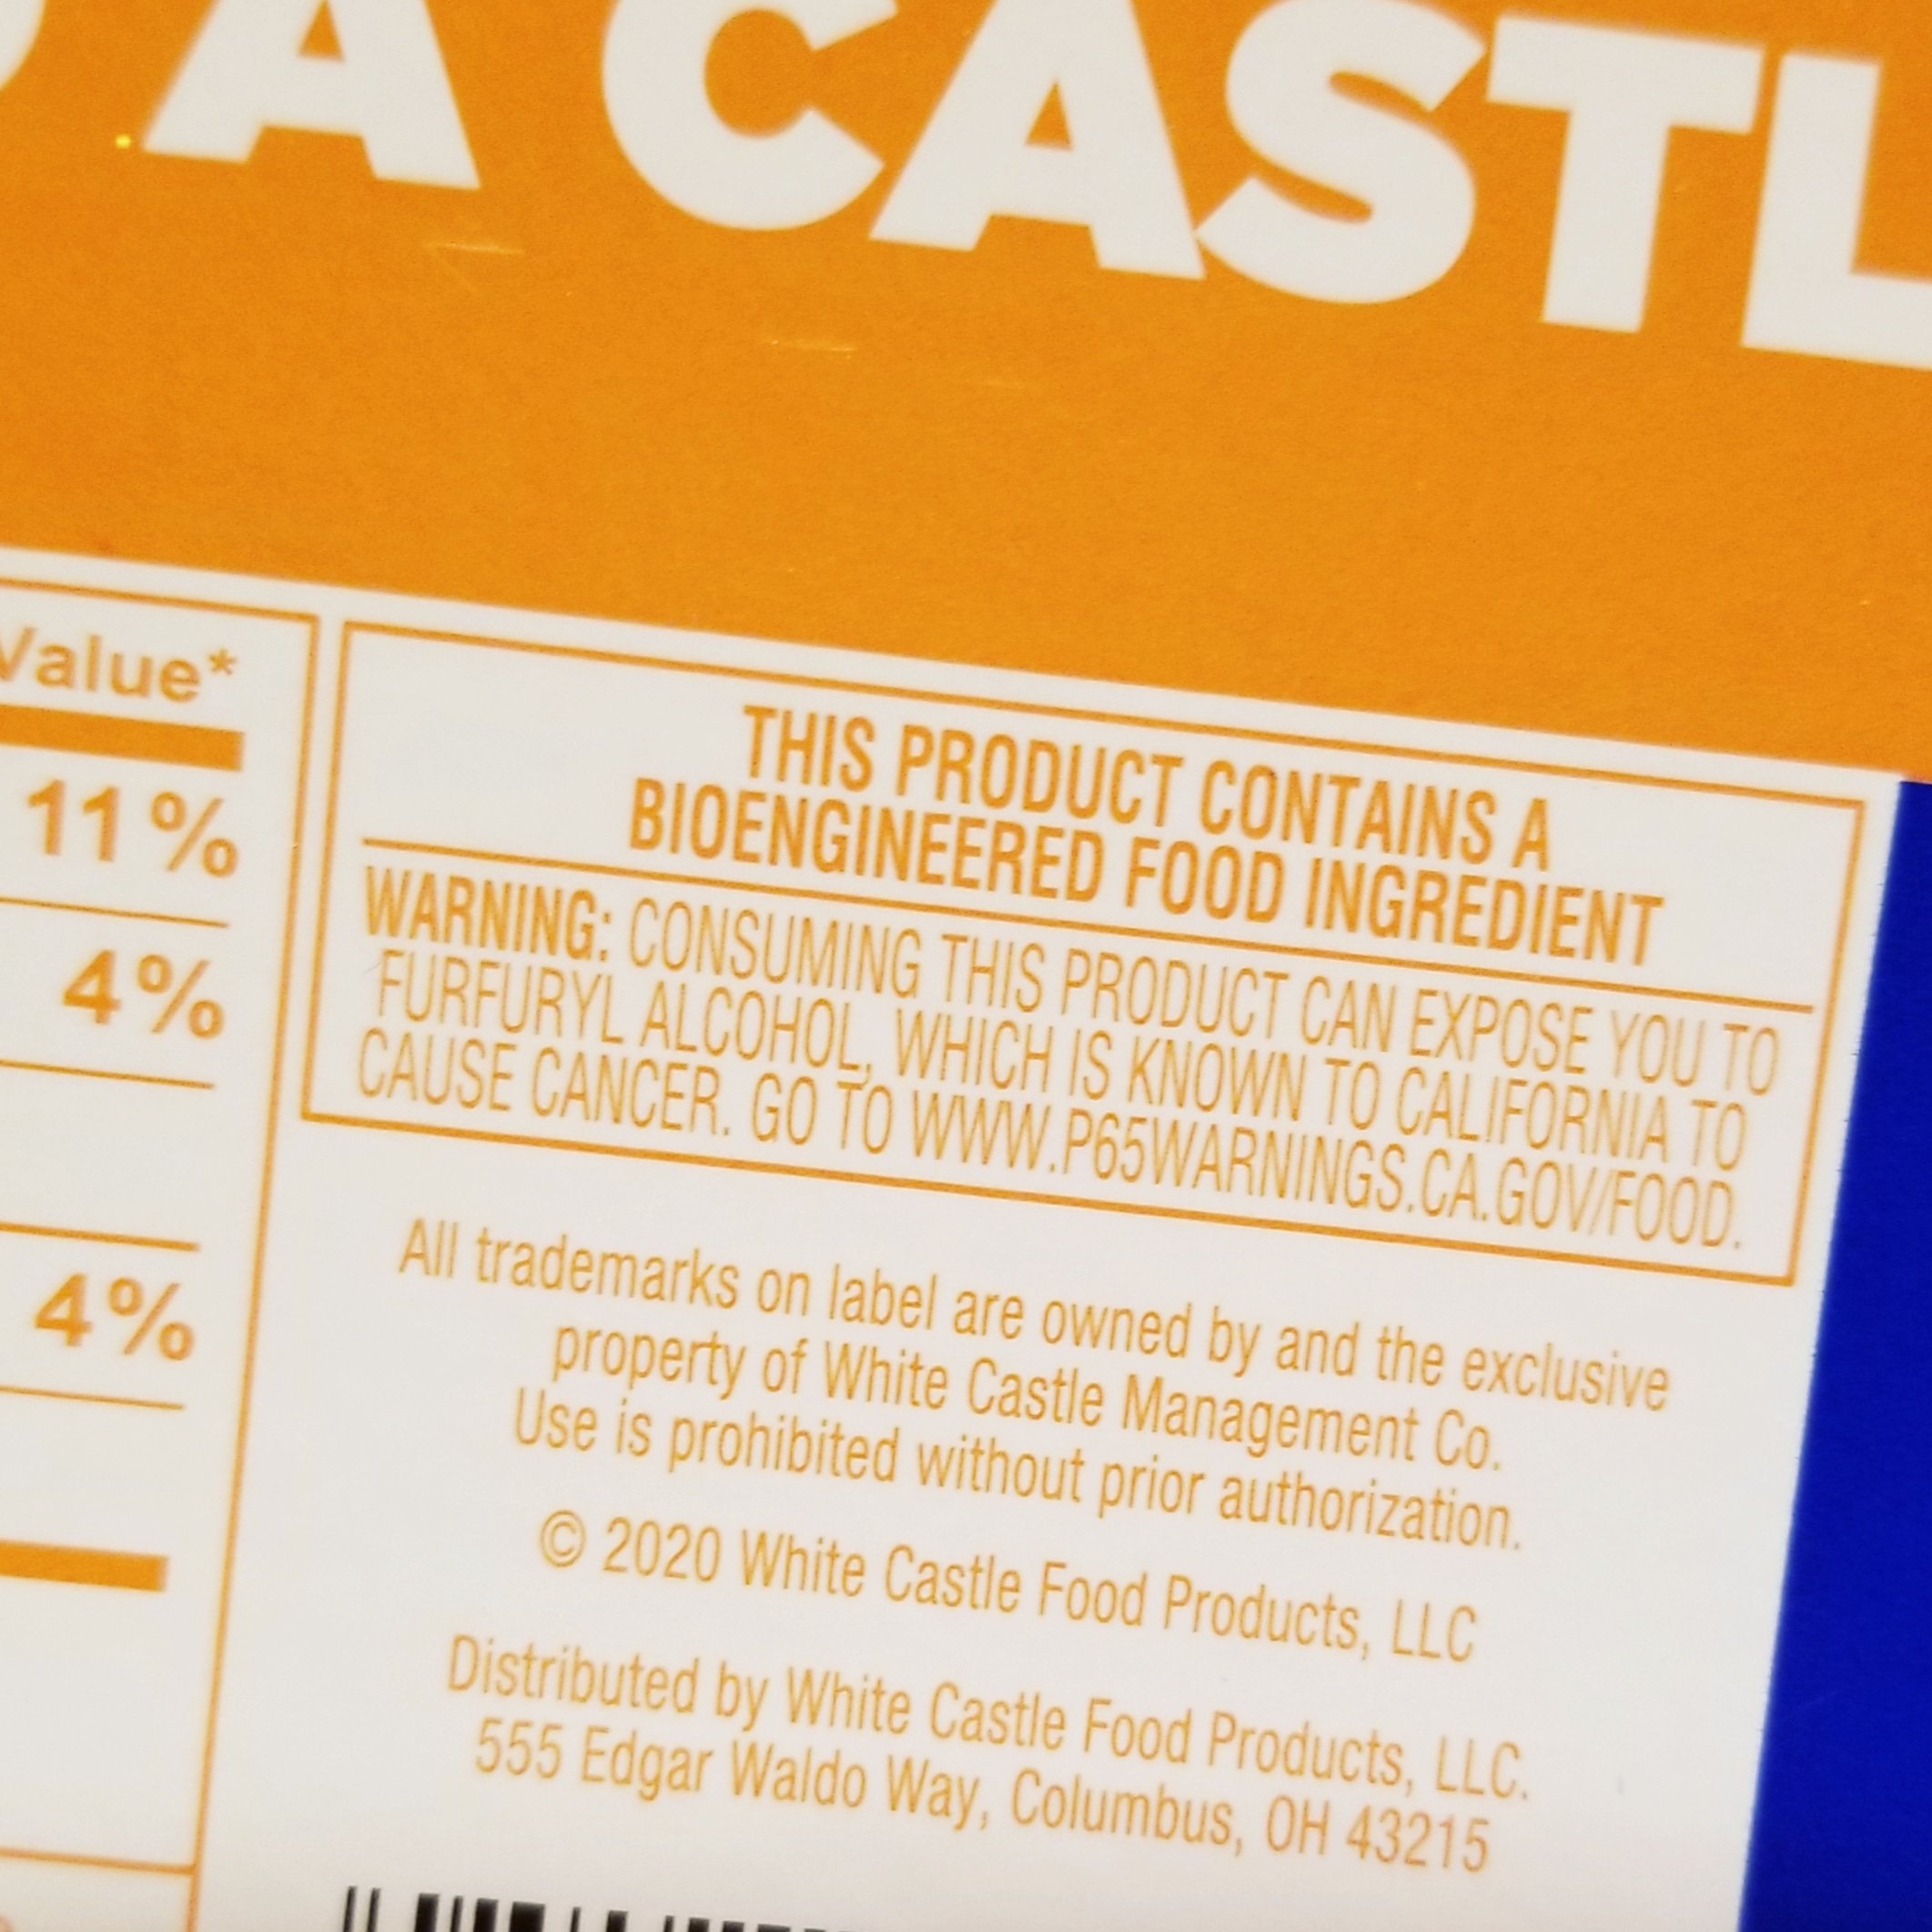 A CASTL
Value*
11%
4%
4%
THIS PRODUCT CONTAINS A
BIOENGINEERED FOOD INGREDIENT
WARNING: CONSUMING THIS PRODUCT CAN EXPOSE YOU TO
FURFURYL ALCOHOL, WHICH IS KNOWN TO CALIFORNIA TO
CAUSE CANCER. GO TO WWW.P65WARNINGS.CA.GOV/FOOD.
All trademarks on label are owned by and the exclusive
property of White Castle Management Co.
Use is prohibited without prior authorization.
© 2020 White Castle Food Products, LLC
Distributed by White Castle Food Products, LLC.
555 Edgar Waldo Way, Columbus, OH 43215